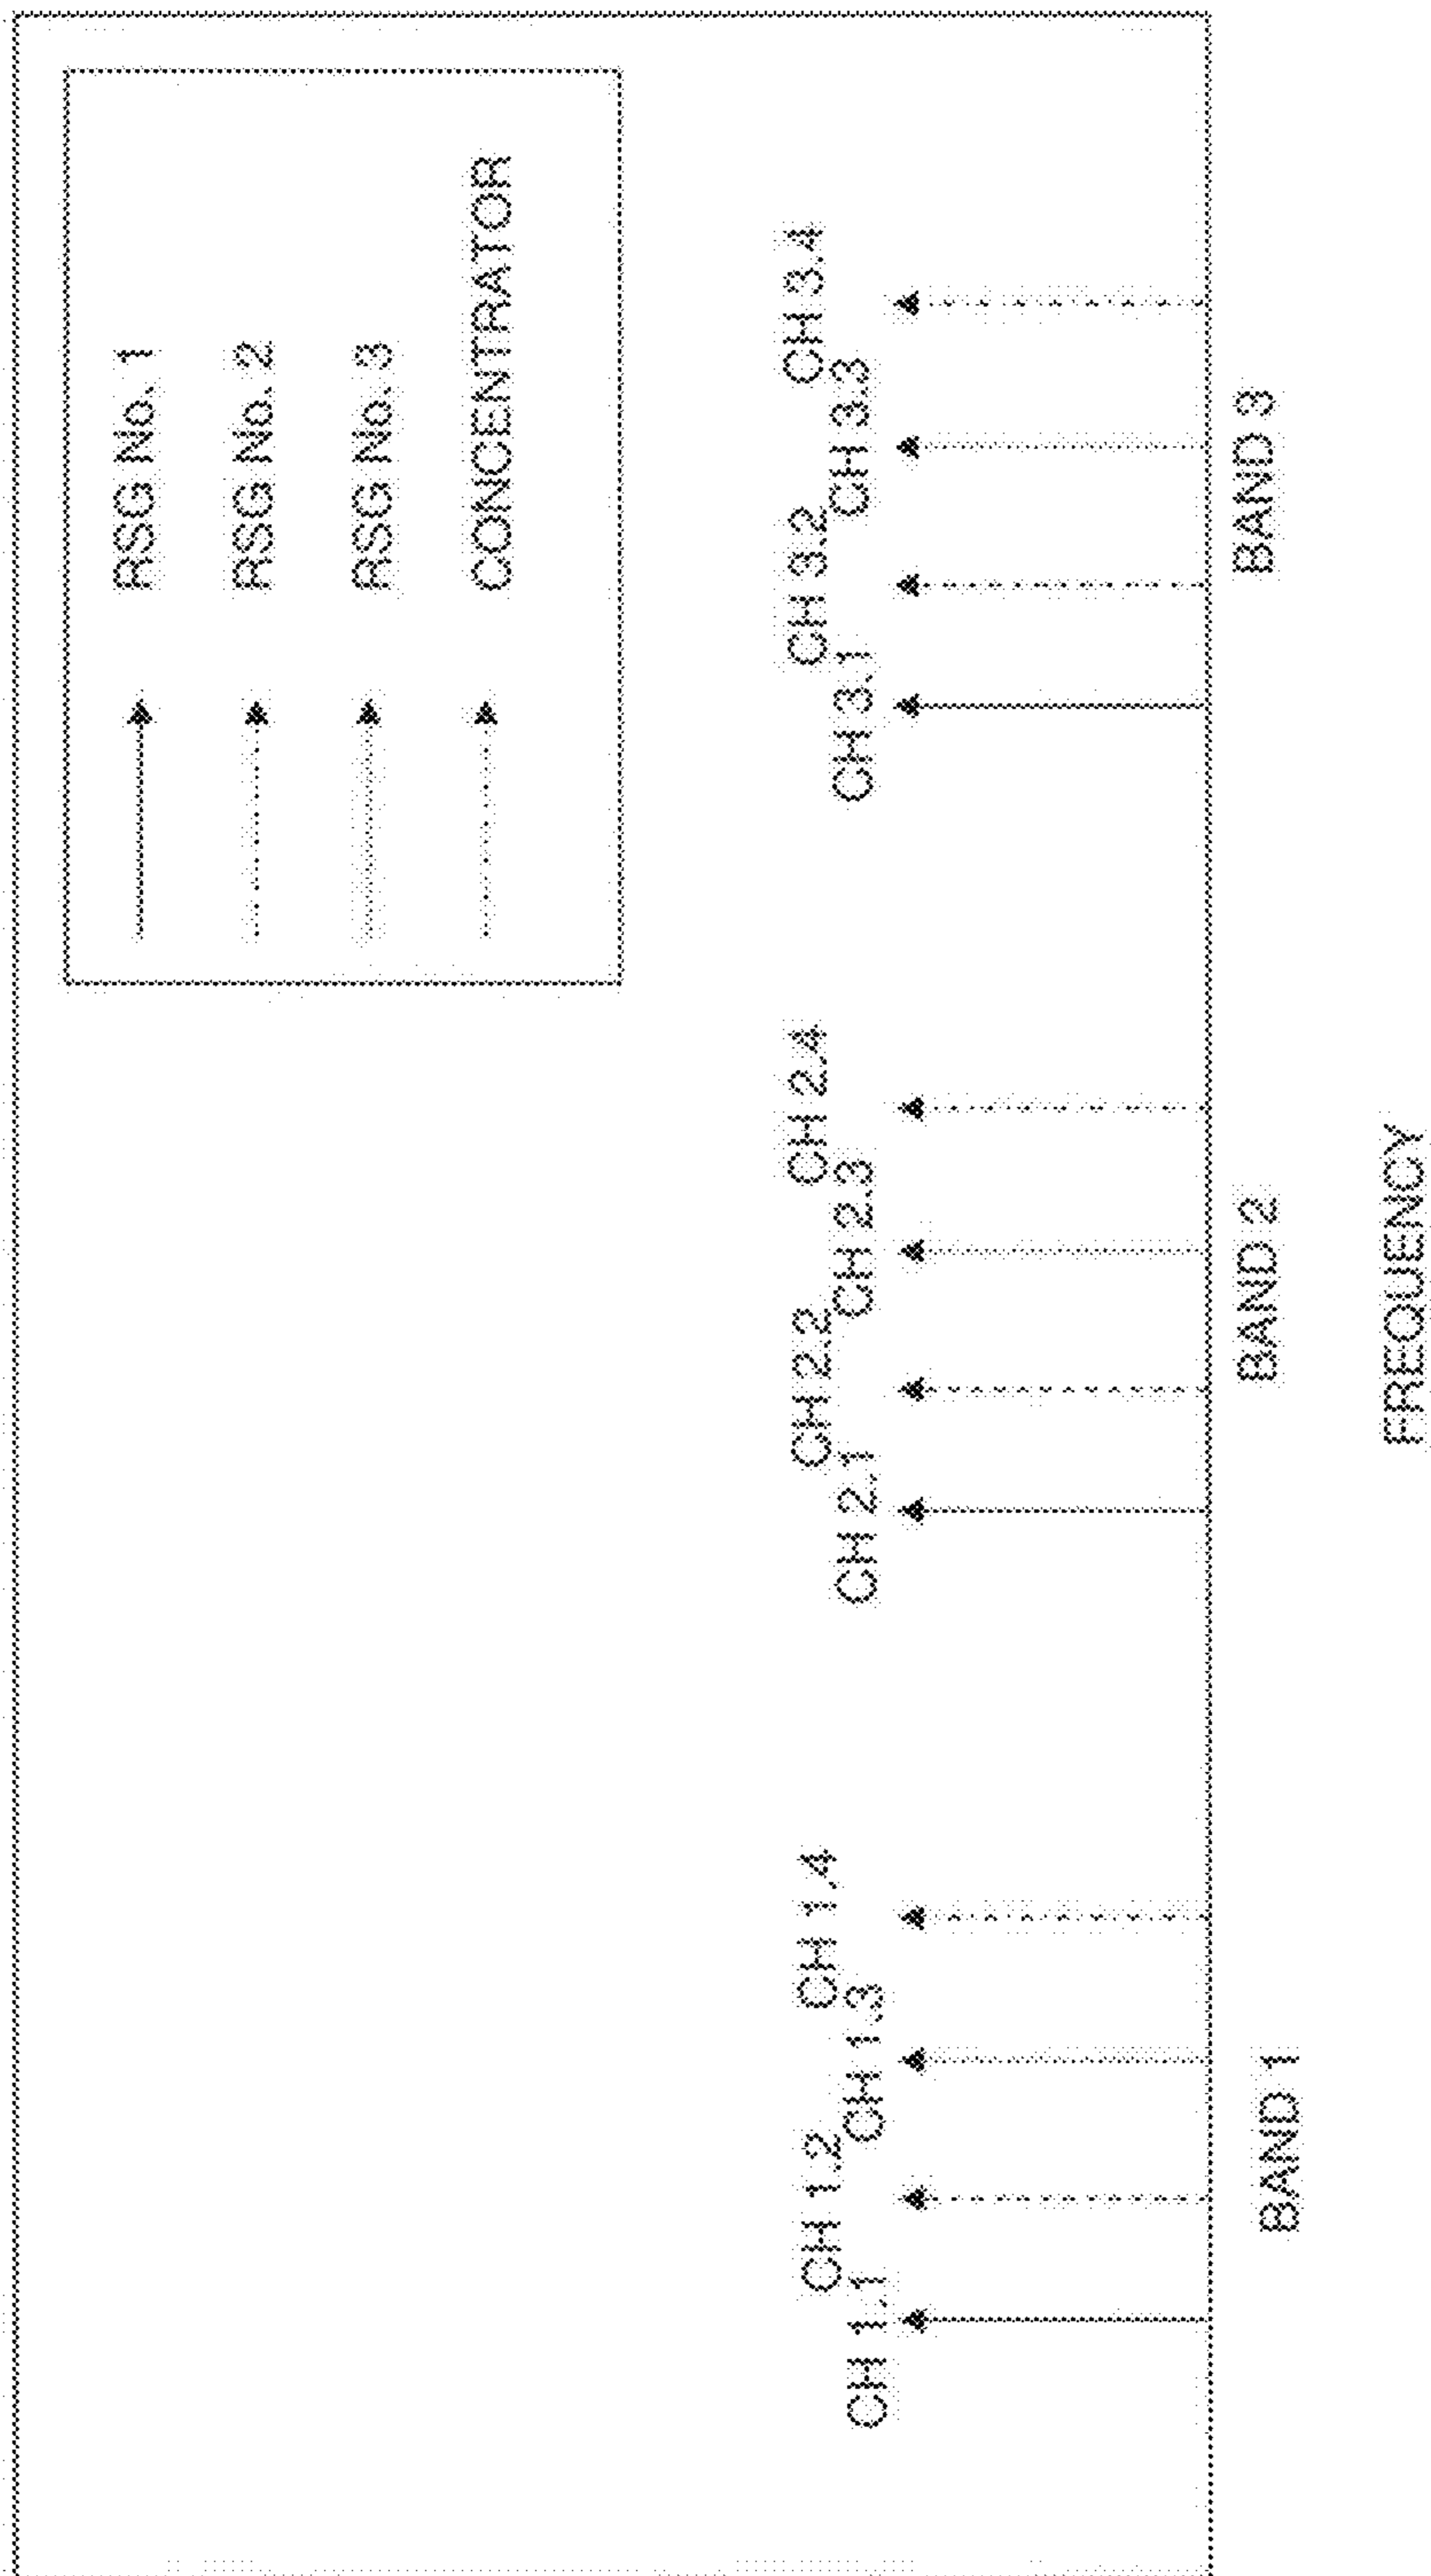 RSG No. 1
RSG No. 2
RSG No. 3
CONCENTRATOR
CH 1.1
CH 1.2
CH 1.3
CH 1.4
CH 2.1
CH 2.2
CH 2.3
CH 2.4
CH 3.1
CH 3.2
CH 3.3
CH 3.4
BAND 1
BAND 2
BAND 3
FREQUENCY